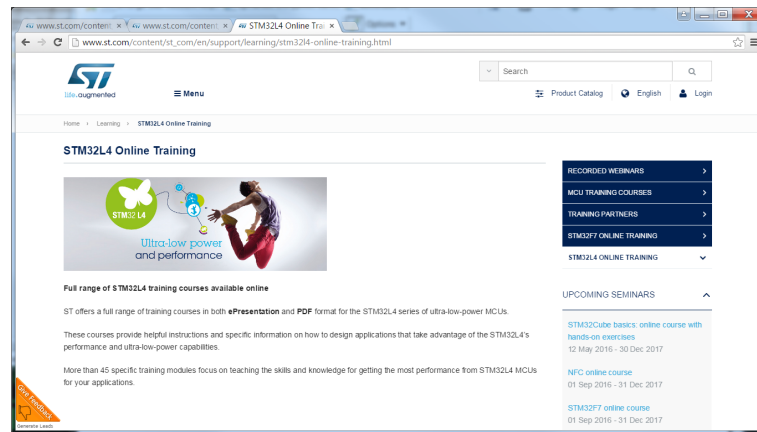 www.st.com/content
www.st.com/content
STM32L4 Online Trai
Options
www.st.com/content/st_com/en/support/learning/stm32l4-online-training.html
life.augmented
Menu
Search
Product Catalog
English
Login
Home
Learning
STM32L4 Online Training
STM32L4 Online Training
STM32 L4
Ultra-low power
and performance
Full range of STM32L4 training courses available online
ST offers a full range of training courses in both ePresentation and PDF format for the STM32L4 series of ultra-low-power MCUs.
These courses provide helpful instructions and specific information on how to design applications that take advantage of the STM32L4's
performance and ultra-low-power capabilities.
More than 45 specific training modules focus on teaching the skills and knowledge for getting the most performance from STM32L4 MCUs
for your applications.
RECORDED WEBINARS
MCU TRAINING COURSES
TRAINING PARTNERS
STM32F7 ONLINE TRAINING
STM32L4 ONLINE TRAINING
UPCOMING SEMINARS
STM32Cube basics: online course with
hands-on exercises
12 May 2016 - 30 Dec 2017
NFC online course
01 Sep 2016 - 31 Dec 2017
STM32F7 online course
01 Sep 2016 - 31 Dec 2017
Give Feedback
Generate Leads